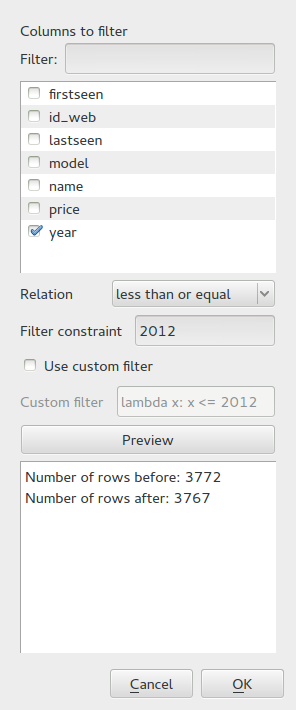 Columns to filter
Filter:
firstseen
id_web
lastseen
model
name
price
year
Relation less than or equal
Filter constraint 2012
Use custom filter
Custom filter lambda x: x <= 2012
Preview
Number of rows before: 3772
Number of rows after: 3767
Cancel OK